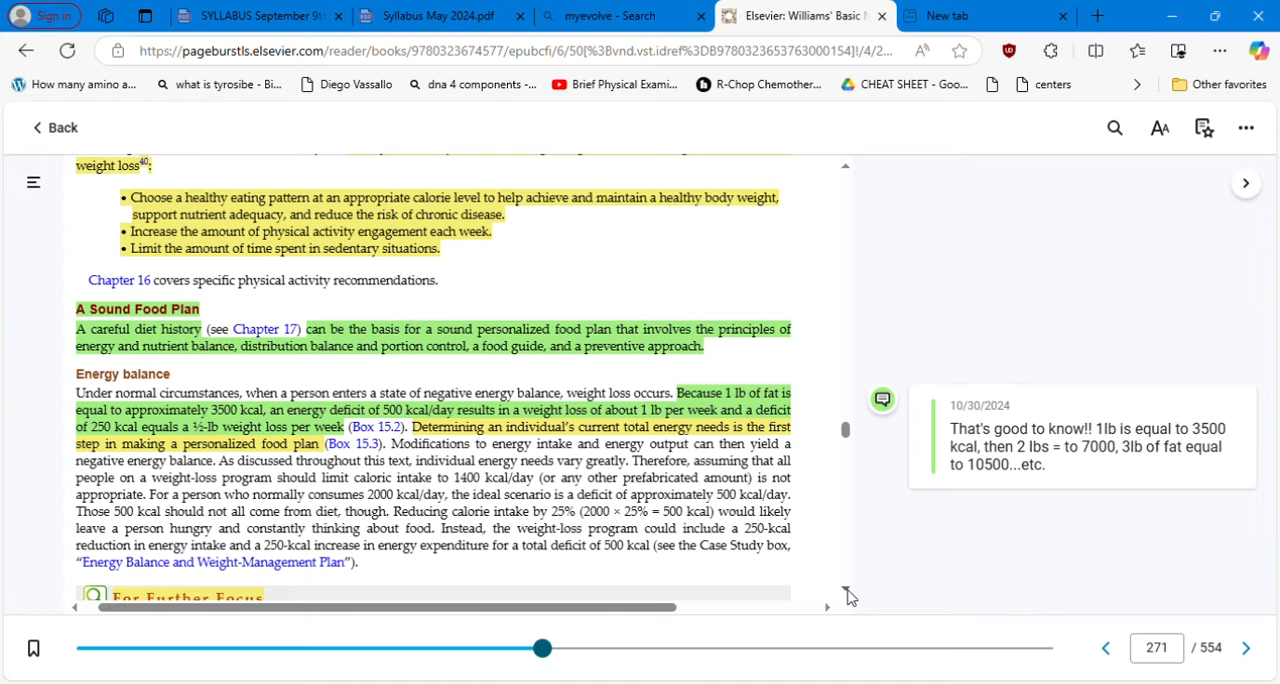 Sign in
SYLLABUS September 9t
Syllabus May 2024.pdf
myevolve - Search
Elsevier: Williams' Basic N
New tab
https://pageburstls.elsevier.com/reader/books/9780323674577/epubcfi/6/50[%3Bvnd.vst.idref%3DB9780323653763000154]!/4/2...
How many amino a...
what is tyrosibe - Bi...
Diego Vassallo
dna 4 components -...
Brief Physical Exami...
R-Chop Chemother...
CHEAT SHEET - Goo...
centers
Other favorites
Back
weight loss40:
• Choose a healthy eating pattern at an appropriate calorie level to help achieve and maintain a healthy body weight,
support nutrient adequacy, and reduce the risk of chronic disease.
• Increase the amount of physical activity engagement each week.
• Limit the amount of time spent in sedentary situations.
Chapter 16 covers specific physical activity recommendations.
A Sound Food Plan
A careful diet history (see Chapter 17) can be the basis for a sound personalized food plan that involves the principles of
energy and nutrient balance, distribution balance and portion control, a food guide, and a preventive approach.
Energy balance
Under normal circumstances, when a person enters a state of negative energy balance, weight loss occurs. Because 1 lb of fat is
equal to approximately 3500 kcal, an energy deficit of 500 kcal/day results in a weight loss of about 1 lb per week and a deficit
of 250 kcal equals a ½-lb weight loss per week (Box 15.2). Determining an individual's current total energy needs is the first
step in making a personalized food plan (Box 15.3). Modifications to energy intake and energy output can then yield a
negative energy balance. As discussed throughout this text, individual energy needs vary greatly. Therefore, assuming that all
people on a weight-loss program should limit caloric intake to 1400 kcal/day (or any other prefabricated amount) is not
appropriate. For a person who normally consumes 2000 kcal/day, the ideal scenario is a deficit of approximately 500 kcal/day.
Those 500 kcal should not all come from diet, though. Reducing calorie intake by 25% (2000 × 25% = 500 kcal) would likely
leave a person hungry and constantly thinking about food. Instead, the weight-loss program could include a 250-kcal
reduction in energy intake and a 250-kcal increase in energy expenditure for a total deficit of 500 kcal (see the Case Study box,
"Energy Balance and Weight-Management Plan").
For Further Focus
10/30/2024
That's good to know!! 1lb is equal to 3500
kcal, then 2 lbs = to 7000, 3lb of fat equal
to 10500...etc.
271 / 554